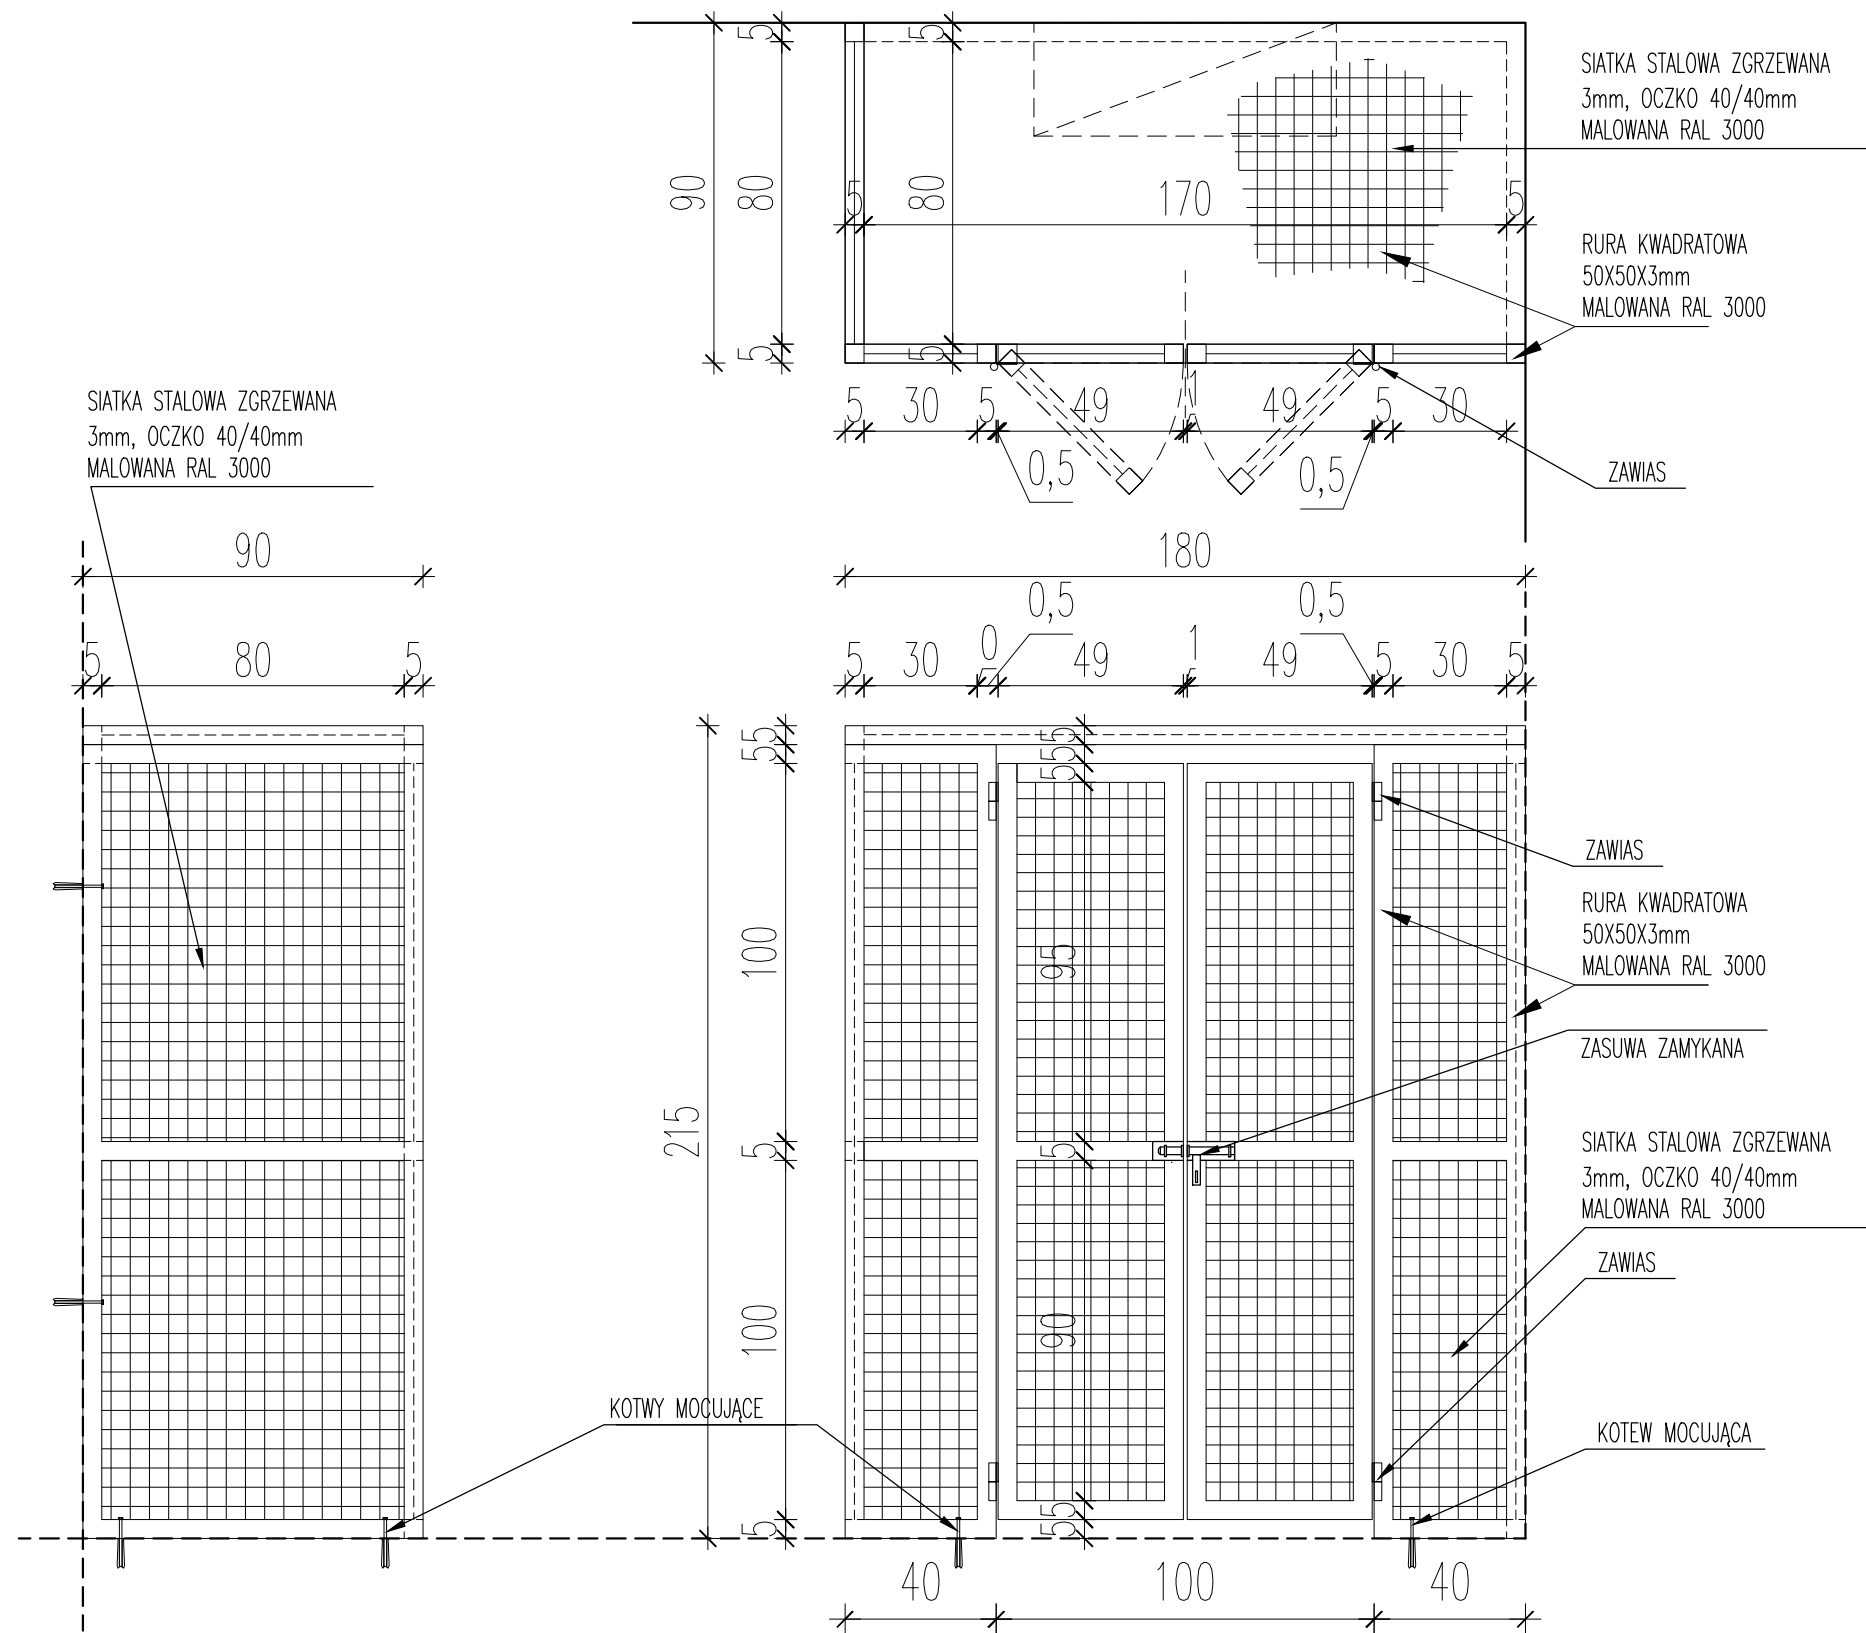 5
5
90
80
80
5
170
5
5
5
5
30
5
49
1
49
5
30
0,5
0,5
SIATKA STALOWA ZGRZEWANA
3mm, OCZKO 40/40mm
MALOWANA RAL 3000
RURA KWADRATOWA
50X50X3mm
MALOWANA RAL 3000
ZAWIAS
SIATKA STALOWA ZGRZEWANA
3mm, OCZKO 40/40mm
MALOWANA RAL 3000
90
5
80
5
180
0,5
0,5
5
30
49
1
49
5
30
5
215
55
100
5
100
5
55
95
5
90
55
ZAWIAS
RURA KWADRATOWA
50X50X3mm
MALOWANA RAL 3000
ZASUWA ZAMYKANA
SIATKA STALOWA ZGRZEWANA
3mm, OCZKO 40/40mm
MALOWANA RAL 3000
ZAWIAS
KOTWY MOCUJĄCE
KOTEW MOCUJĄCA
40
100
40